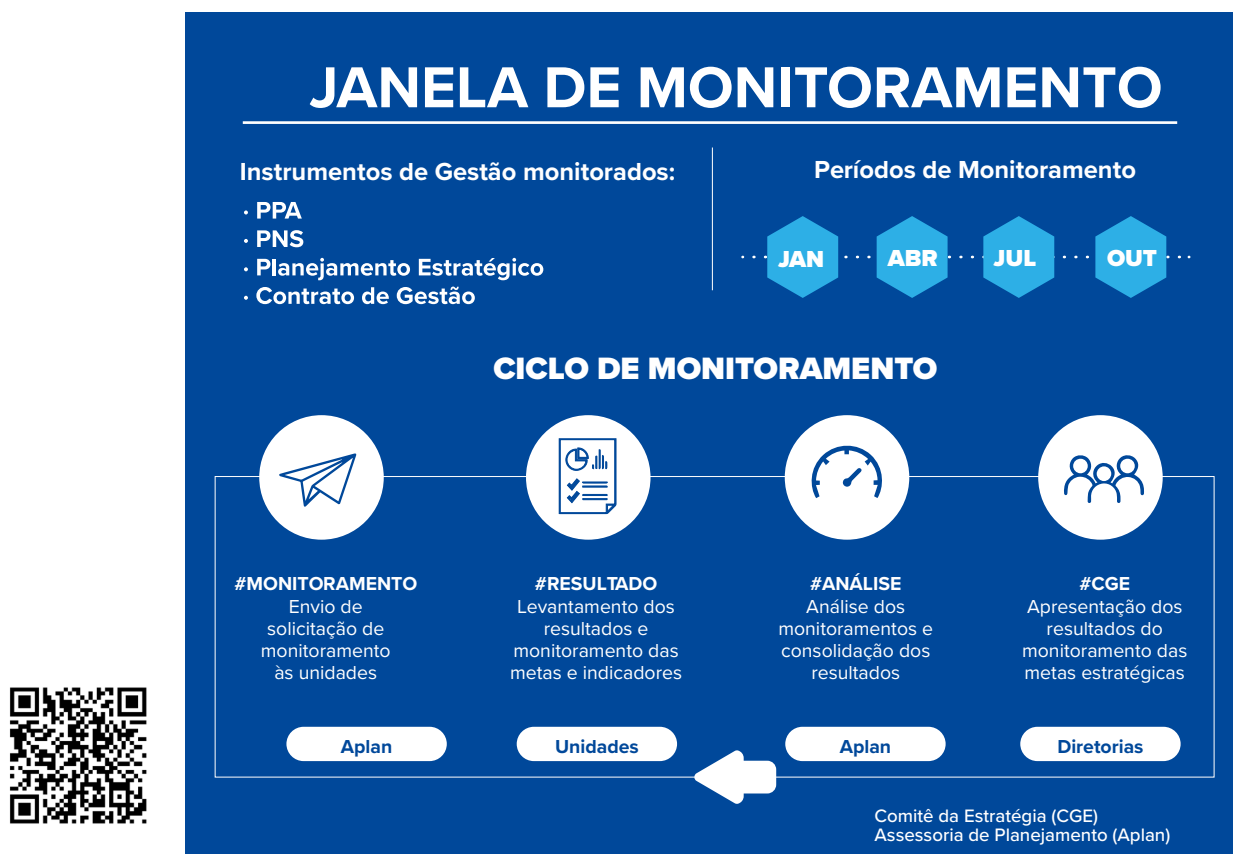 JANELA DE MONITORAMENTO
Instrumentos de Gestão monitorados:
· PPA
· PNS
· Planejamento Estratégico
· Contrato de Gestão
Períodos de Monitoramento
JAN ABR JUL OUT
CICLO DE MONITORAMENTO
#MONITORAMENTO
Envio de
solicitação de
monitoramento
às unidades
Aplan
#RESULTADO
Levantamento dos
resultados e
monitoramento das
metas e indicadores
Unidades
#ANÁLISE
Análise dos
monitoramentos e
consolidação dos
resultados
Aplan
#CGE
Apresentação dos
resultados do
monitoramento das
metas estratégicas
Diretorias
Comitê da Estratégia (CGE)
Assessoria de Planejamento (Aplan)